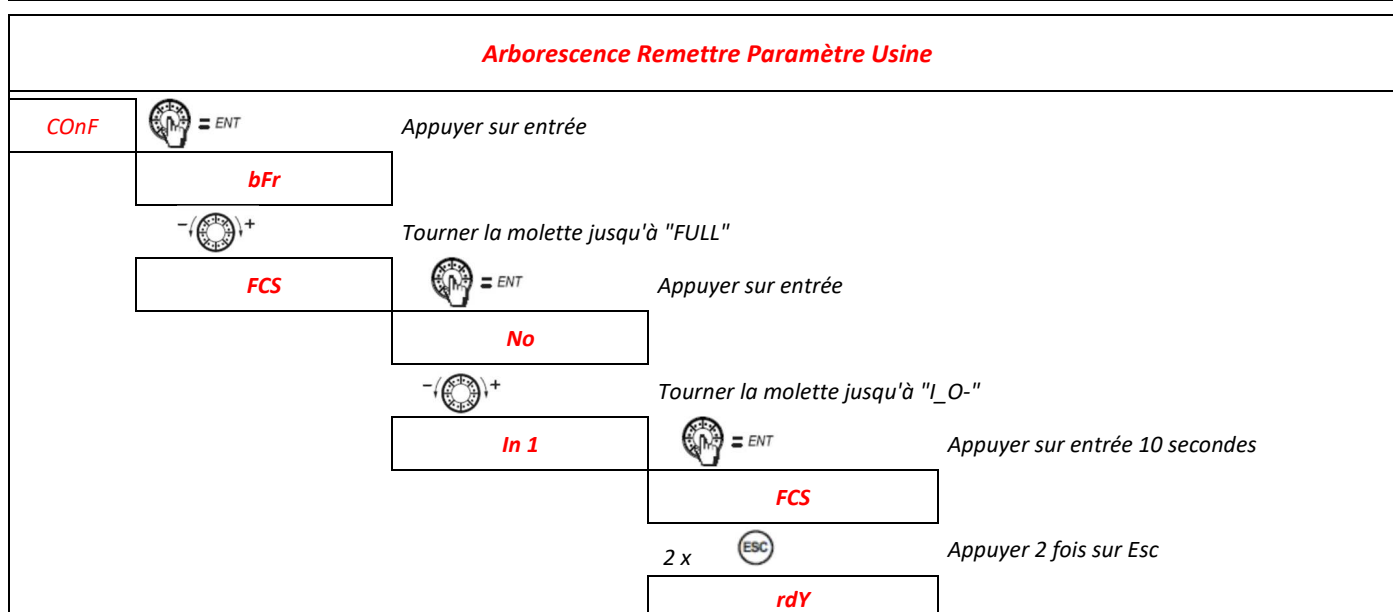 Arborescence Remettre Paramètre Usine
COnF = ENT Appuyer sur entrée
bFr
- + Tourner la molette jusqu'à "FULL"
FCS = ENT Appuyer sur entrée
No
- + Tourner la molette jusqu'à "I_O-"
In 1 = ENT Appuyer sur entrée 10 secondes
FCS
2 x ESC Appuyer 2 fois sur Esc
rdY